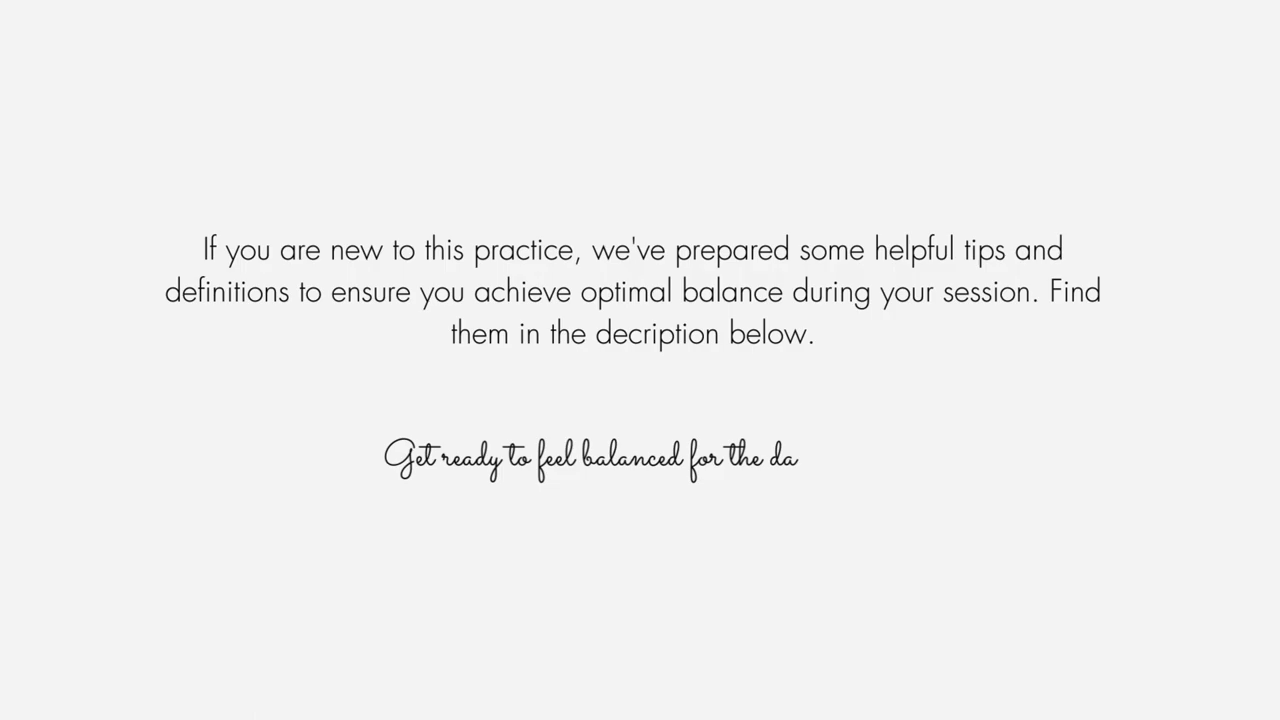 If you are new to this practice, we've prepared some helpful tips and
definitions to ensure you achieve optimal balance during your session. Find
them in the decription below.
Get ready to feel balanced for the da